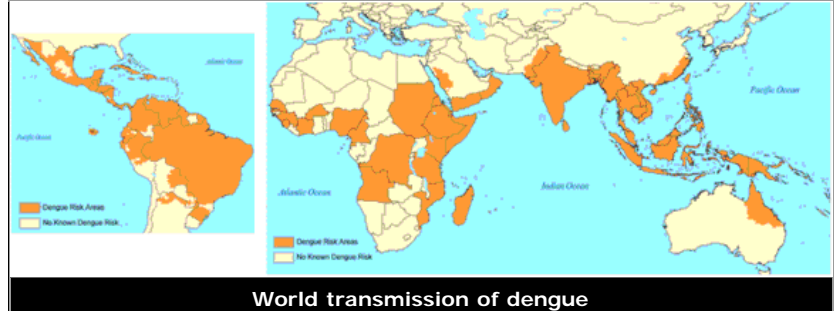 Atlantic Ocean
Pacific Ocean
Dengue Risk Areas
No Known Dengue Risk
Pacific Ocean
Atlantic Ocean
Indian Ocean
Dengue Risk Areas
No Known Dengue Risk
World transmission of dengue